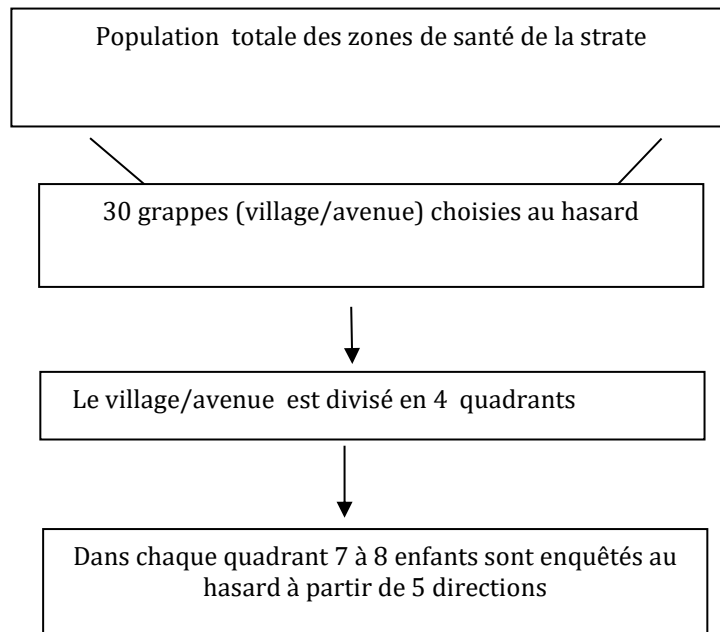 Population totale des zones de santé de la strate
30 grappes (village/avenue) choisies au hasard
Le village/avenue est divisé en 4 quadrants
Dans chaque quadrant 7 à 8 enfants sont enquêtés au
hasard à partir de 5 directions